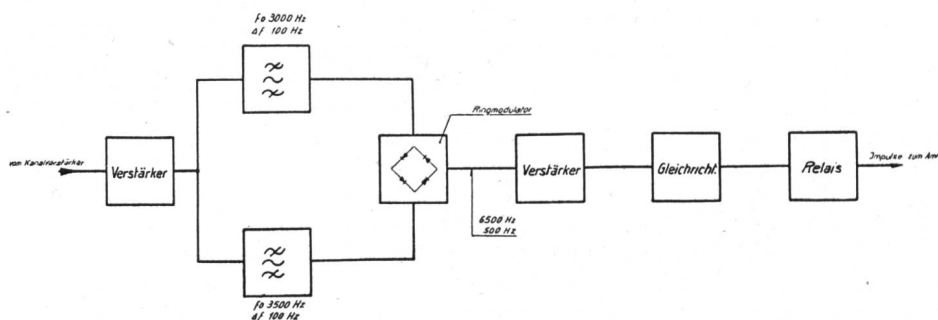 fo 3000 Hz
Δf 100 Hz
Ringmodulator
vom Kanalverstärker
Verstärker
Verstärker
Gleichricht.
Relais
Impulse zum Amt
6500 Hz
500 Hz
fo 3500 Hz
Δf 100 Hz